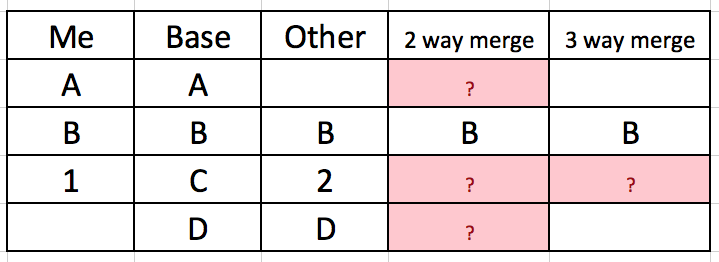 Me Base Other 2 way merge 3 way merge
A A ?
B B B B B
1 C 2 ? ?
D D ?